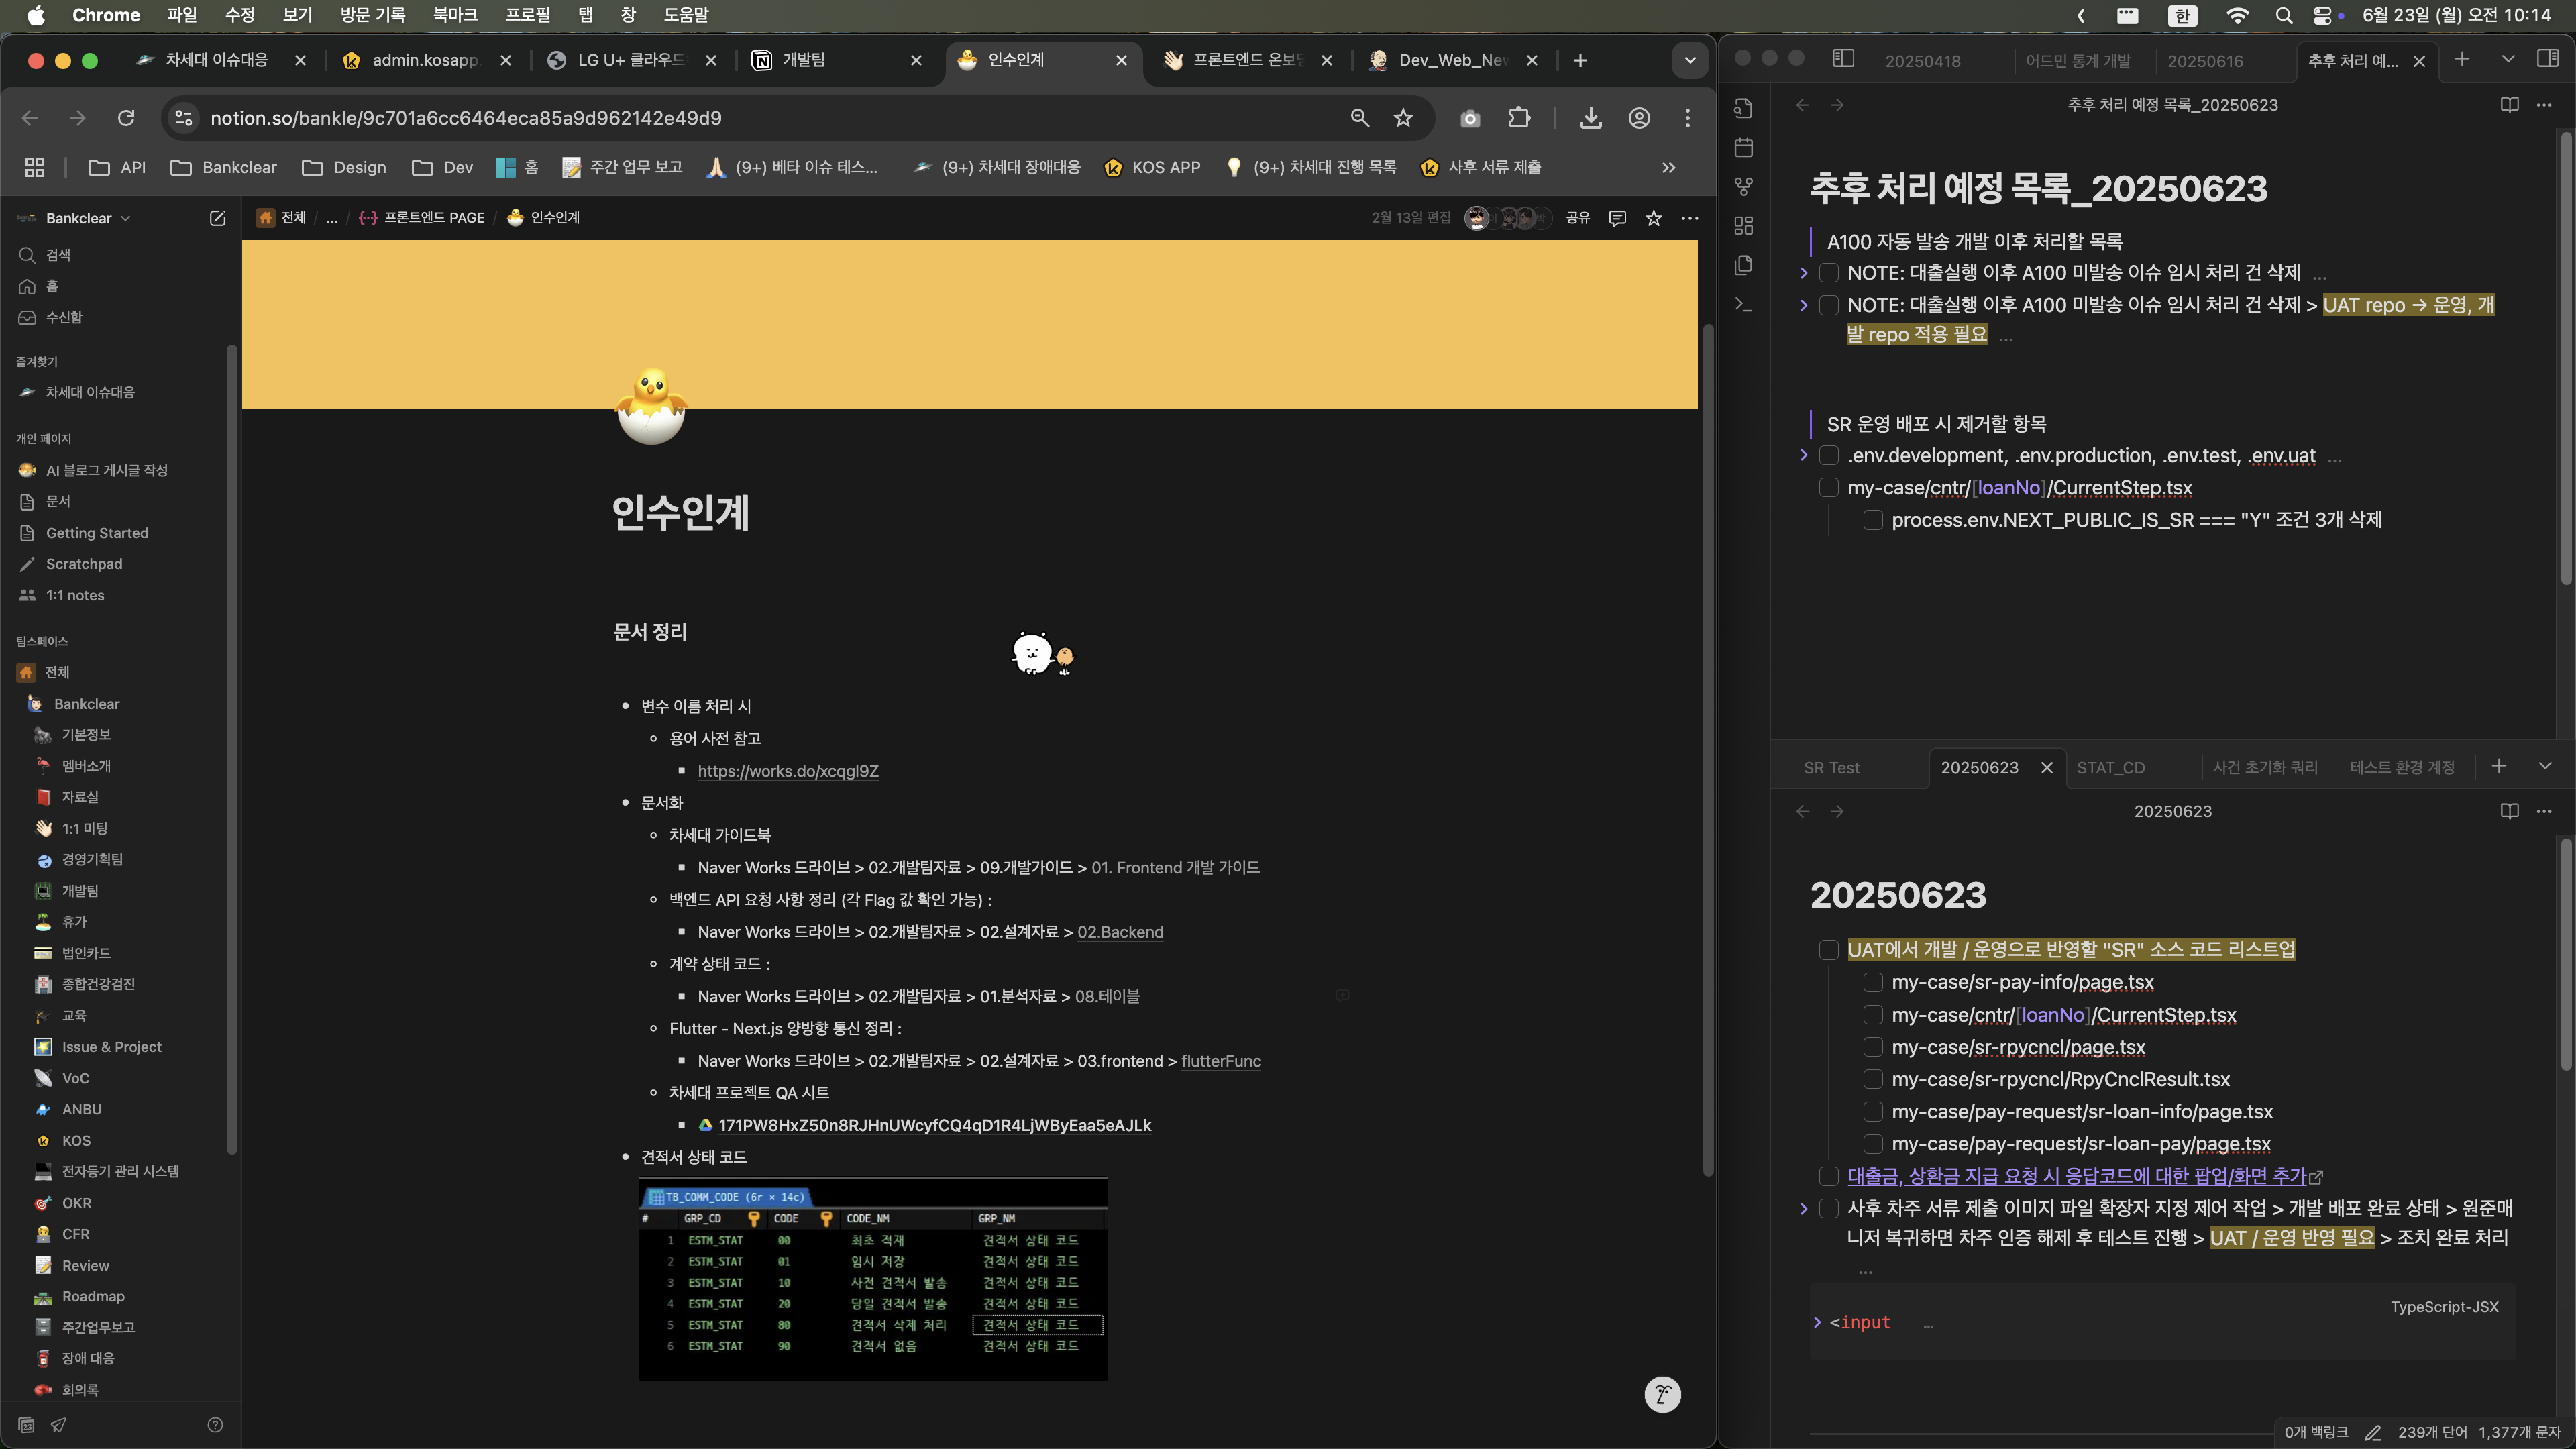 Chrome 파일 수정 보기 방문 기록 북마크 프로필 탭 창 도움말
한 6월 23일 (월) 오전 10:14
차세대 이슈대응 admin.kosapp. LG U+ 클라우드 개발팀 인수인계 프론트엔드 온보딩 Dev_Web_New
notion.so/bankle/9c701a6cc6464eca85a9d962142e49d9
API Bankclear Design Dev 홈 주간 업무 보고 (9+) 베타 이슈 테스... (9+) 차세대 장애대응 KOS APP (9+) 차세대 진행 목록 사후 서류 제출
Bankclear
검색
홈
수신함
즐겨찾기
차세대 이슈대응
개인 페이지
AI 블로그 게시글 작성
문서
Getting Started
Scratchpad
1:1 notes
팀스페이스
전체
Bankclear
기본정보
멤버소개
자료실
1:1 미팅
경영기획팀
개발팀
휴가
법인카드
종합건강검진
교육
Issue & Project
VoC
ANBU
KOS
전자등기 관리 시스템
OKR
CFR
Review
Roadmap
주간업무보고
장애 대응
회의록
전체 / ... / 프론트엔드 PAGE / 인수인계
2월 13일 편집 공유
인수인계
문서 정리
변수 이름 처리 시
용어 사전 참고
https://works.do/xcqgl9Z
문서화
차세대 가이드북
Naver Works 드라이브 > 02.개발팀자료 > 09.개발가이드 > 01. Frontend 개발 가이드
백엔드 API 요청 사항 정리 (각 Flag 값 확인 가능) :
Naver Works 드라이브 > 02.개발팀자료 > 02.설계자료 > 02.Backend
계약 상태 코드 :
Naver Works 드라이브 > 02.개발팀자료 > 01.분석자료 > 08.테이블
Flutter - Next.js 양방향 통신 정리 :
Naver Works 드라이브 > 02.개발팀자료 > 02.설계자료 > 03.frontend > flutterFunc
차세대 프로젝트 QA 시트
171PW8HxZ50n8RJHnUWcyfCQ4qD1R4LjWByEaa5eAJLk
견적서 상태 코드
TB_COMM_CODE (6r × 14c)
# GRP_CD CODE CODE_NM GRP_NM
1 ESTM_STAT 00 최초 적재 견적서 상태 코드
2 ESTM_STAT 01 임시 저장 견적서 상태 코드
3 ESTM_STAT 10 사전 견적서 발송 견적서 상태 코드
4 ESTM_STAT 20 당일 견적서 발송 견적서 상태 코드
5 ESTM_STAT 80 견적서 삭제 처리 견적서 상태 코드
6 ESTM_STAT 90 견적서 없음 견적서 상태 코드
20250418 어드민 통계 개발 20250616 추후 처리 예...
추후 처리 예정 목록_20250623
추후 처리 예정 목록_20250623
A100 자동 발송 개발 이후 처리할 목록
NOTE: 대출실행 이후 A100 미발송 이슈 임시 처리 건 삭제 ...
NOTE: 대출실행 이후 A100 미발송 이슈 임시 처리 건 삭제 > UAT repo → 운영, 개
발 repo 적용 필요 ...
SR 운영 배포 시 제거할 항목
.env.development, .env.production, .env.test, .env.uat ...
my-case/cntr/[loanNo]/CurrentStep.tsx
process.env.NEXT_PUBLIC_IS_SR === "Y" 조건 3개 삭제
SR Test 20250623 STAT_CD 사건 초기화 쿼리 테스트 환경 계정
20250623
20250623
UAT에서 개발 / 운영으로 반영할 "SR" 소스 코드 리스트업
my-case/sr-pay-info/page.tsx
my-case/cntr/[loanNo]/CurrentStep.tsx
my-case/sr-rpycncl/page.tsx
my-case/sr-rpycncl/RpyCnclResult.tsx
my-case/pay-request/sr-loan-info/page.tsx
my-case/pay-request/sr-loan-pay/page.tsx
대출금, 상환금 지급 요청 시 응답코드에 대한 팝업/화면 추가
사후 차주 서류 제출 이미지 파일 확장자 지정 제어 작업 > 개발 배포 완료 상태 > 원준매
니저 복귀하면 차주 인증 해제 후 테스트 진행 > UAT / 운영 반영 필요 > 조치 완료 처리
...
TypeScript-JSX
<input ...
0개 백링크 239개 단어 1,377개 문자